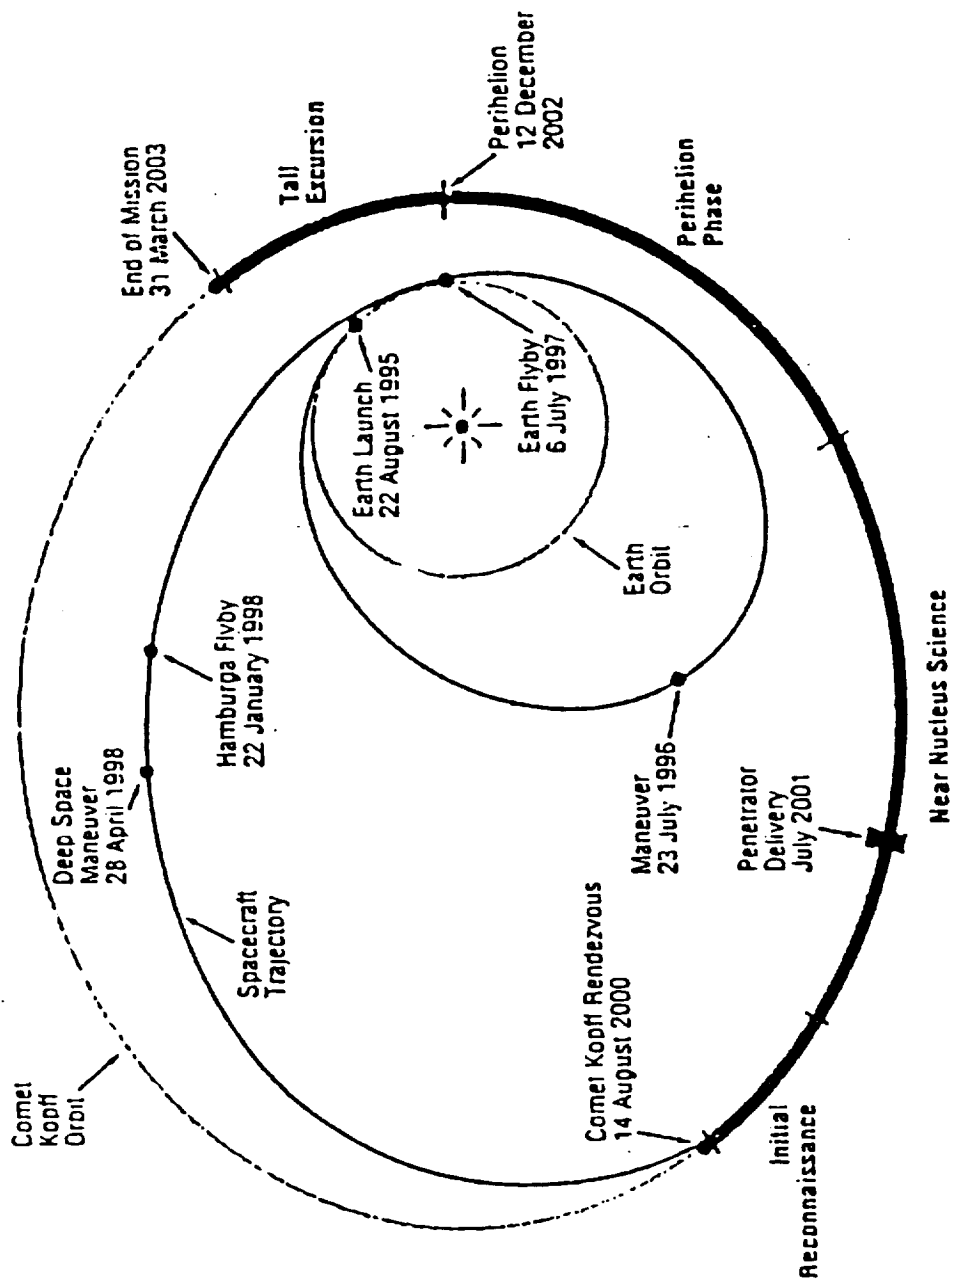 Comet
Kopff
Orbit
Deep Space
Maneuver
28 April 1998
Hamburga Flyby
22 January 1998
End of Mission
31 March 2003
Tail
Excursion
Perihelion
12 December
2002
Spacecraft
Trajectory
Earth Launch
22 August 1995
Earth Flyby
6 July 1997
Earth
Orbit
Perihelion
Phase
Comet Kopff Rendezvous
14 August 2000
Maneuver
23 July 1996
Penetrator
Delivery
July 2001
Initial
Reconnaissance
Near Nucleus Science